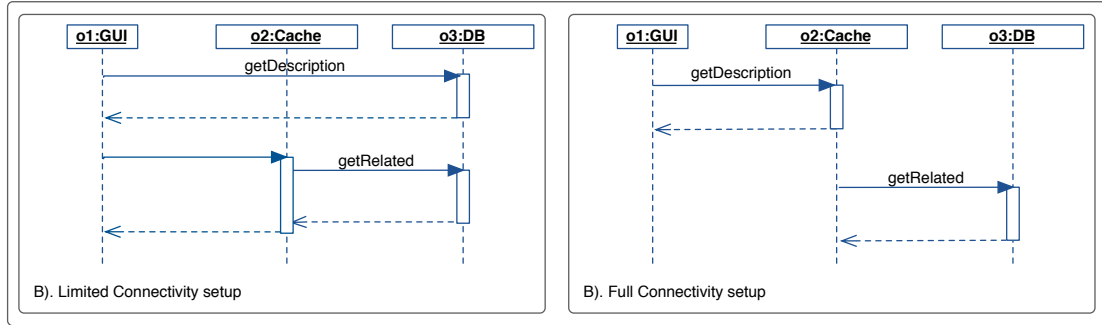 o1:GUI
o2:Cache
o3:DB
getDescription
getRelated
B). Limited Connectivity setup
o1:GUI
o2:Cache
o3:DB
getDescription
getRelated
B). Full Connectivity setup